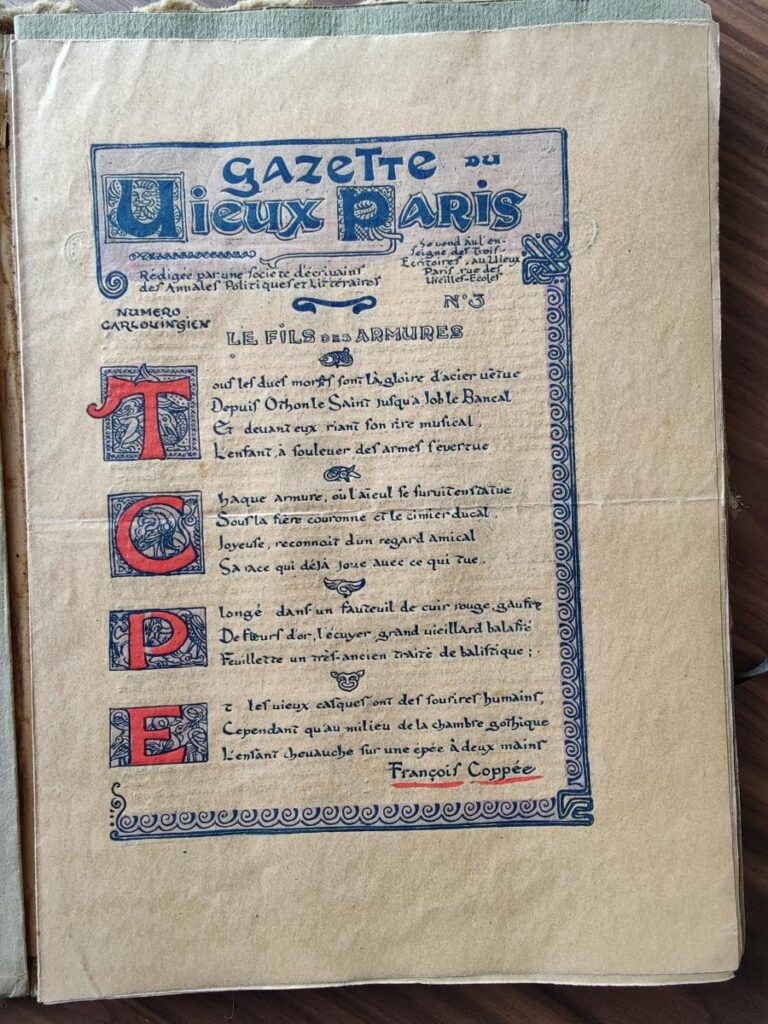 GAZETTE DU
Vieux PARIS
Rédigée par une société d'écrivains
des Annales Politiques et Littéraires
Se vend à l'en-
seigne des Trois-
Ecritoires, au Vieux
Paris, rue des
Vieilles-Ecoles
NUMERO
CARLOVINGIEN
N°3
LE FILS DES ARMURES
Tous les ducs morts sont là, gloire d'acier vêtue
Depuis Othon le Saint jusqu'à Job le Bancal
Et devant eux riant son rire musical,
L'enfant, à soulever des armes s'évertue
Chaque armure, où l'aïeul se survit en statue
Sous la fière couronne et le cimier ducal,
Joyeuse, reconnait d'un regard amical
Sa race qui déjà joue avec ce qui tue.
Plongé dans un fauteuil de cuir rouge, gaufré
De fleurs d'or, l'écuyer, grand vieillard balafré
Feuillette un très-ancien traité de balistique ;
Et les vieux casques ont des sourires humains,
Cependant qu'au milieu de la chambre gothique
L'enfant chevauche sur une épée à deux mains
François Coppée